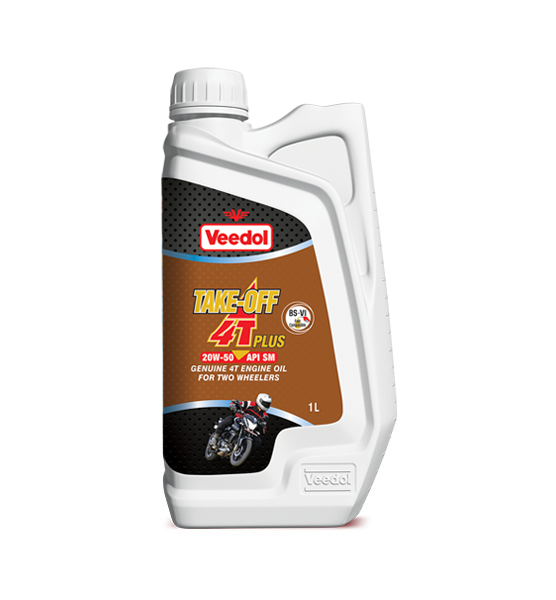 Veedol
TAKE-OFF
4T PLUS
BS-VI
20W-50 API SM
GENUINE 4T ENGINE OIL
FOR TWO WHEELERS
1 L
Veedol